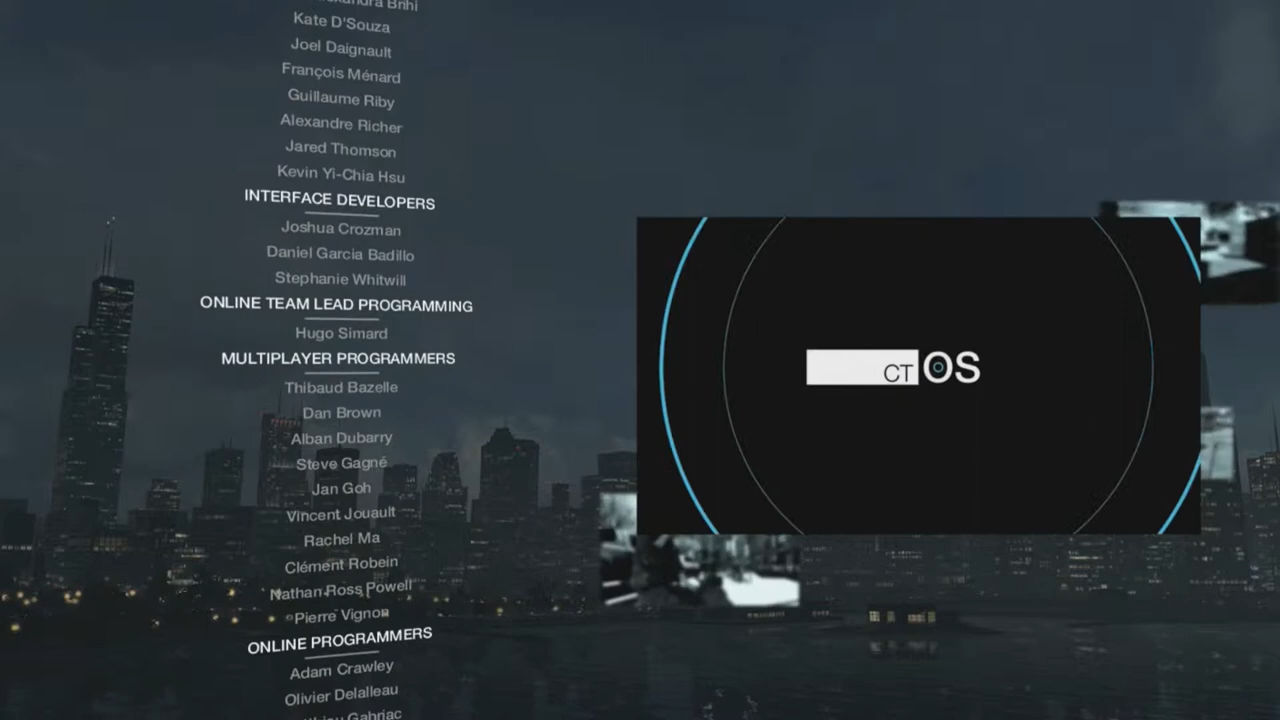 Kate D'Souza
Joel Daignault
François Ménard
Guillaume Riby
Alexandre Richer
Jared Thomson
Kevin Yi-Chia Hsu
INTERFACE DEVELOPERS
Joshua Crozman
Daniel Garcia Badillo
Stephanie Whitwill
ONLINE TEAM LEAD PROGRAMMING
Hugo Simard
MULTIPLAYER PROGRAMMERS
Thibaud Bazelle
Dan Brown
Alban Dubarry
Steve Gagné
Jan Goh
Vincent Jouault
Rachel Ma
Clément Robein
Nathan Ross Powell
Pierre Vignon
ONLINE PROGRAMMERS
Adam Crawley
Olivier Delalleau
Gabriac
CT OS